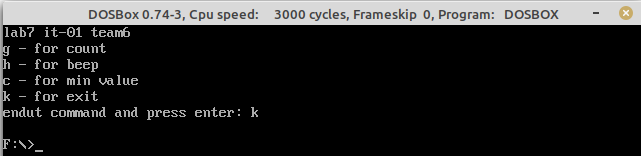 DOSBox 0.74-3, Cpu speed:    3000 cycles, Frameskip  0, Program:   DOSBOX
lab7 it-01 team6
g - for count
h - for beep
c - for min value
k - for exit
endut command and press enter: k
F:\>_